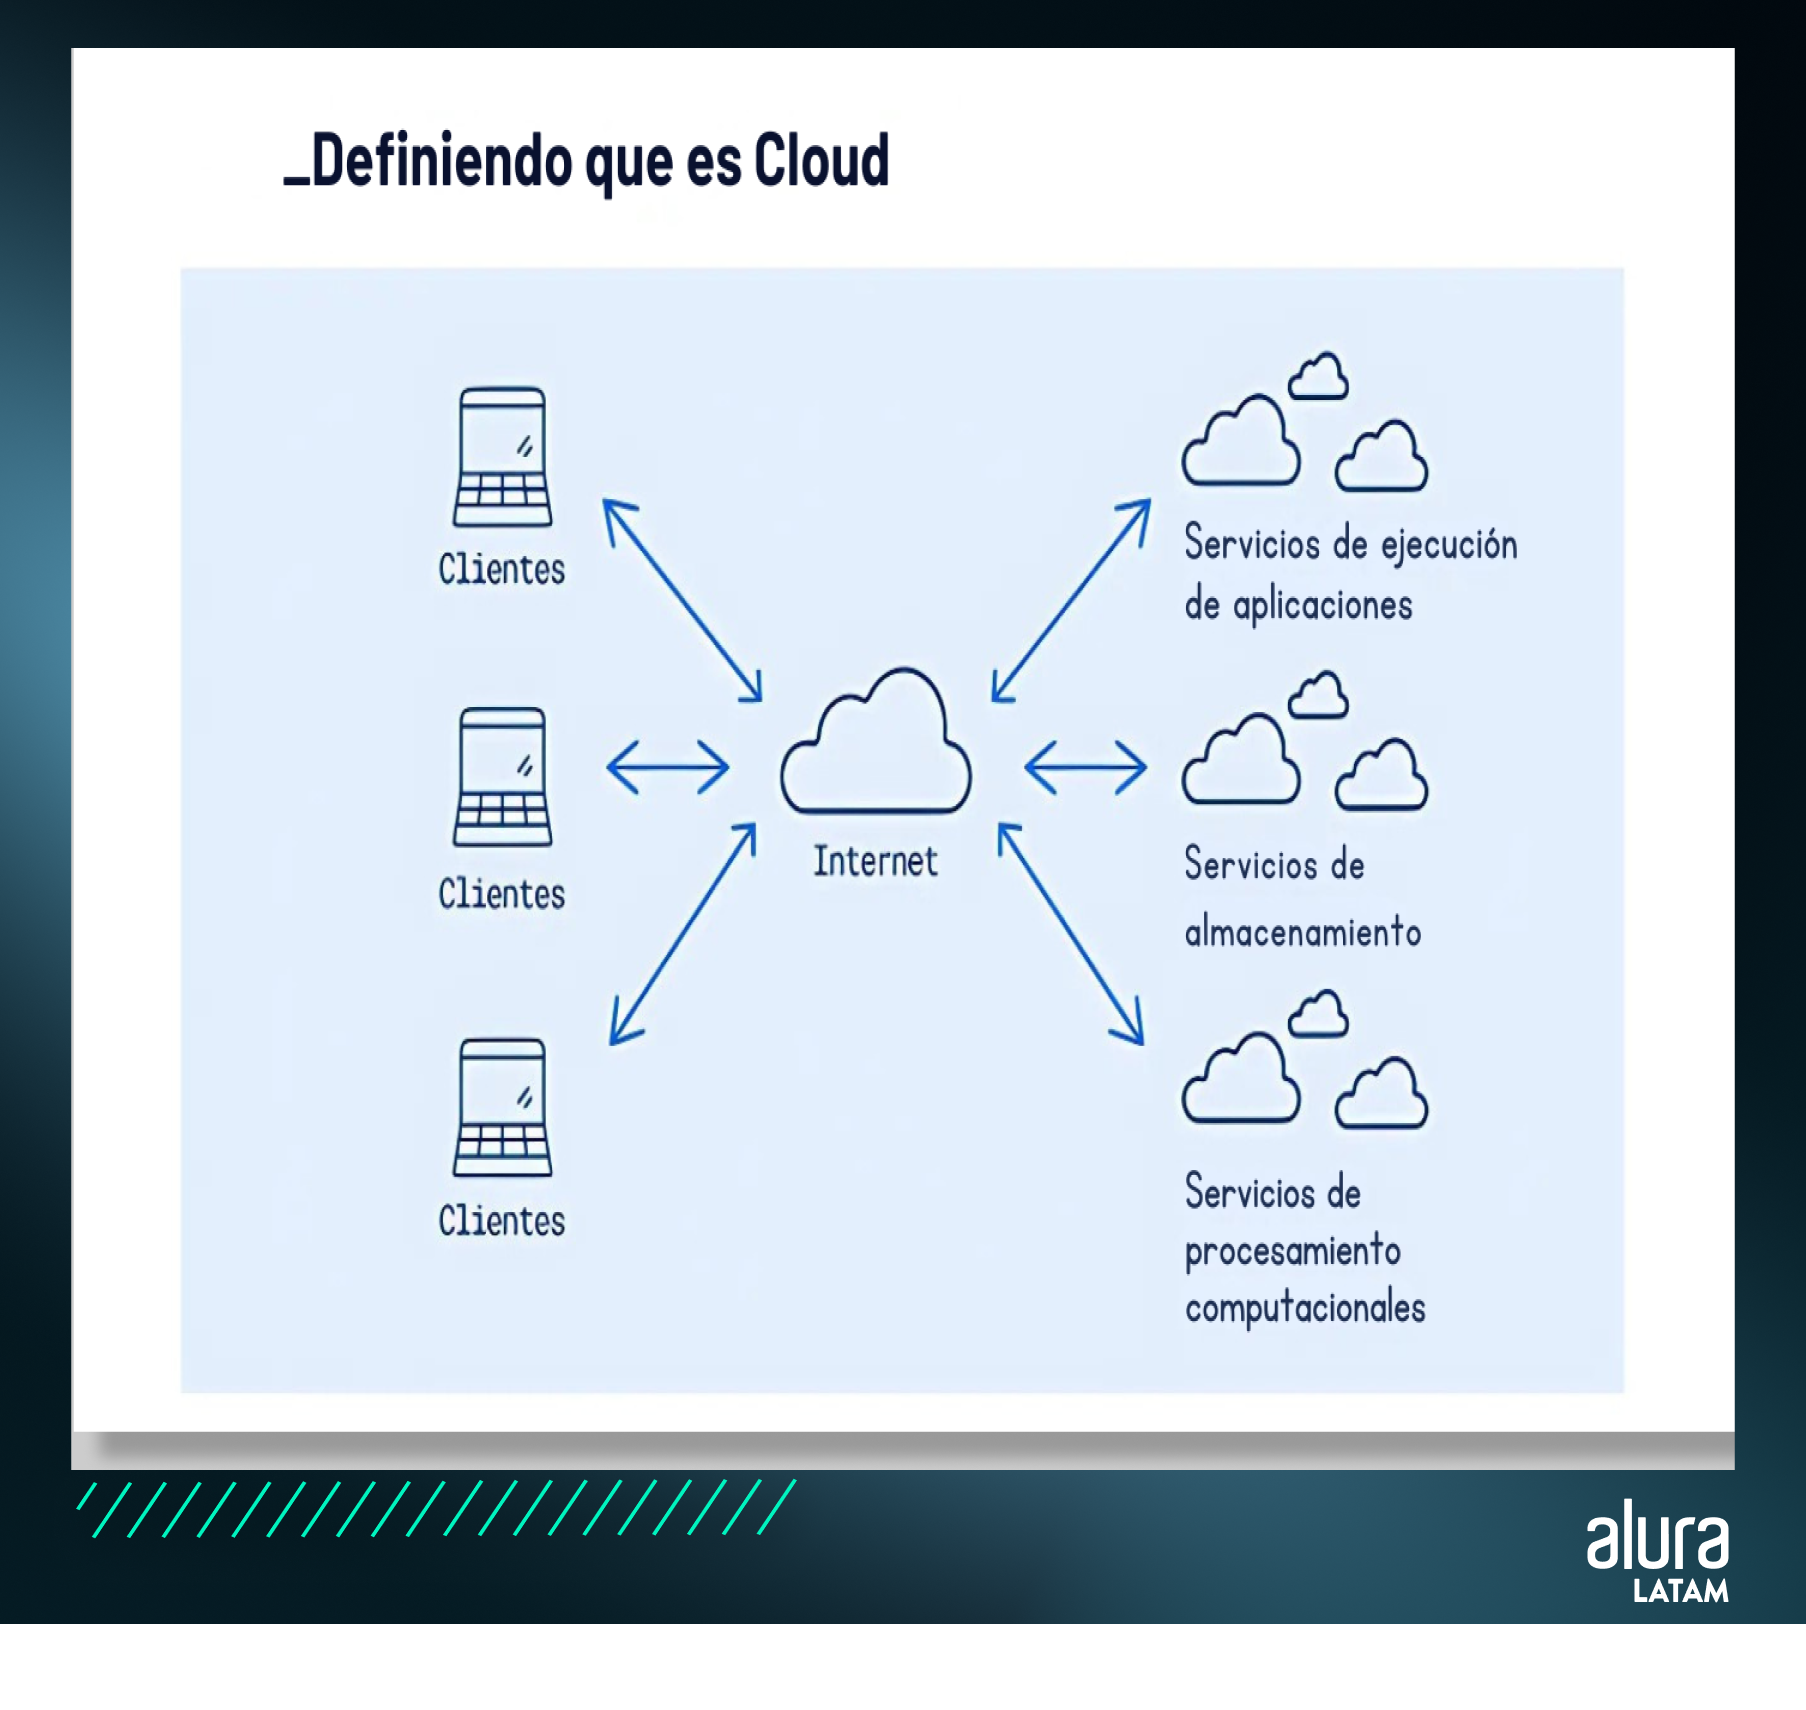 _Definiendo que es Cloud
Clientes
Clientes
Clientes
Internet
Servicios de ejecución
de aplicaciones
Servicios de
almacenamiento
Servicios de
procesamiento
computacionales
alura
LATAM